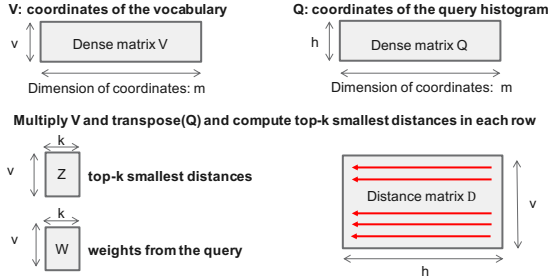 V: coordinates of the vocabulary
Q: coordinates of the query histogram
v
Dense matrix V
h
Dense matrix Q
Dimension of coordinates: m
Dimension of coordinates: m
Multiply V and transpose(Q) and compute top-k smallest distances in each row
k
v
Z
top-k smallest distances
k
v
W
weights from the query
Distance matrix D
v
h